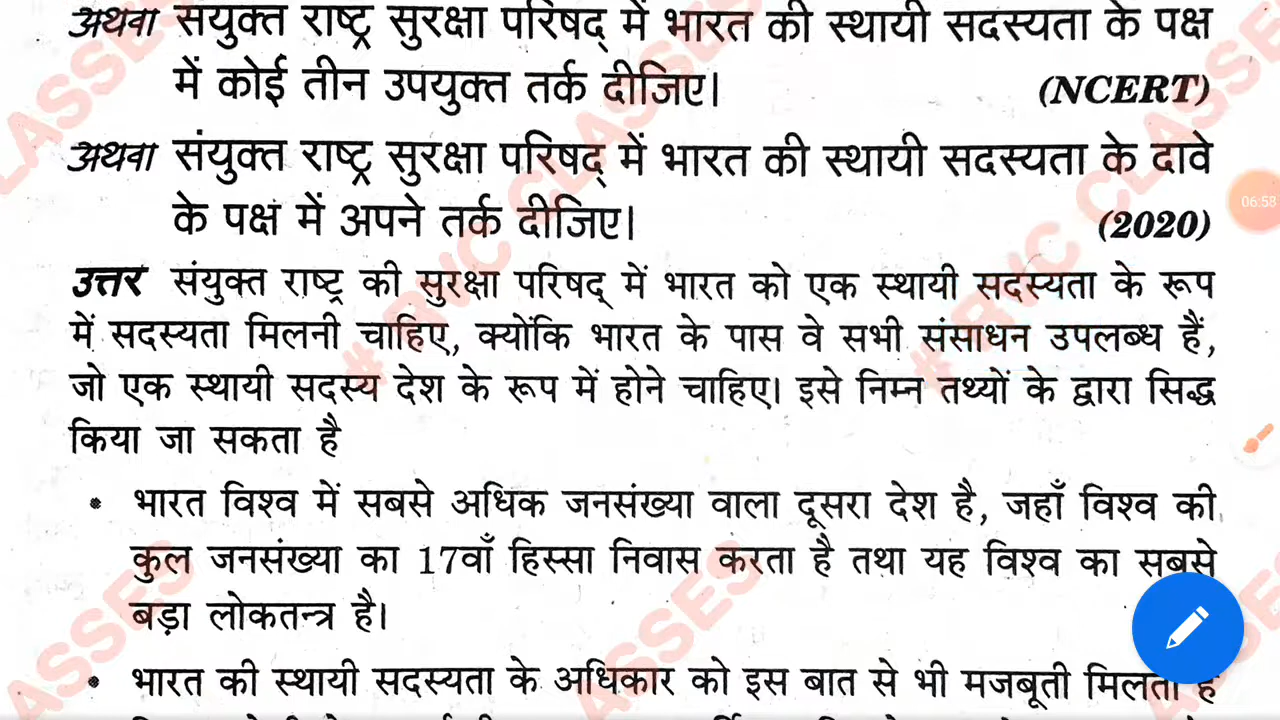 अथवा संयुक्त राष्ट्र सुरक्षा परिषद् में भारत की स्थायी सदस्यता के पक्ष
में कोई तीन उपयुक्त तर्क दीजिए। (NCERT)
अथवा संयुक्त राष्ट्र सुरक्षा परिषद् में भारत की स्थायी सदस्यता के दावे
के पक्ष में अपने तर्क दीजिए। (2020)
06:58
उत्तर संयुक्त राष्ट्र की सुरक्षा परिषद् में भारत को एक स्थायी सदस्यता के रूप
में सदस्यता मिलनी चाहिए, क्योंकि भारत के पास वे सभी संसाधन उपलब्ध हैं,
जो एक स्थायी सदस्य देश के रूप में होने चाहिए। इसे निम्न तथ्यों के द्वारा सिद्ध
किया जा सकता है
• भारत विश्व में सबसे अधिक जनसंख्या वाला दूसरा देश है, जहाँ विश्व की
कुल जनसंख्या का 17वाँ हिस्सा निवास करता है तथा यह विश्व का सबसे
बड़ा लोकतन्त्र है।
• भारत की स्थायी सदस्यता के अधिकार को इस बात से भी मजबूती मिलती है